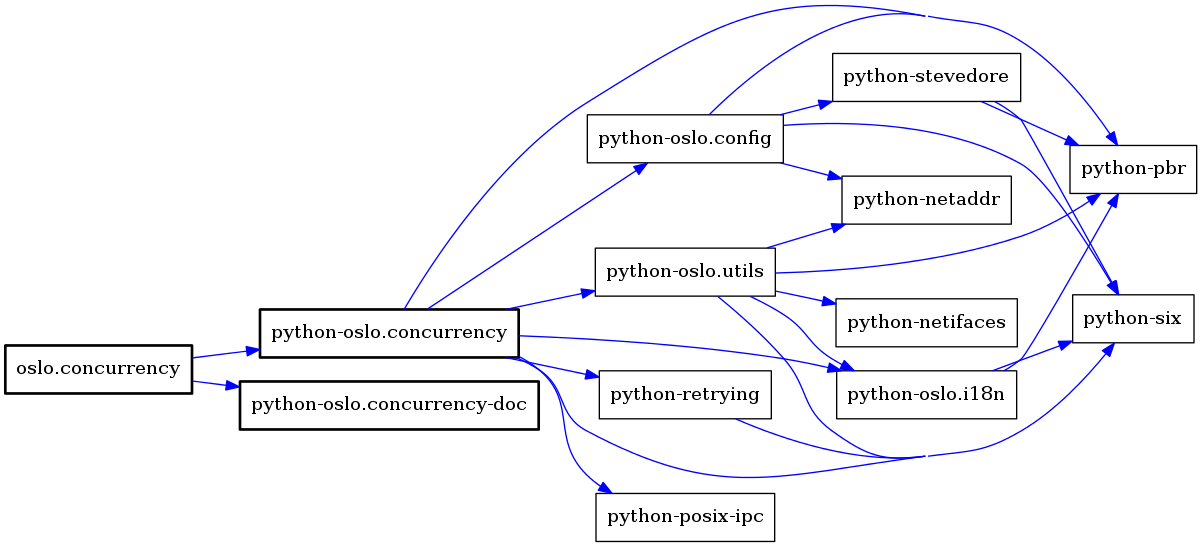 python-stevedore
python-oslo.config
python-pbr
python-netaddr
python-oslo.utils
python-netifaces
python-six
python-oslo.concurrency
oslo.concurrency
python-oslo.concurrency-doc
python-retrying
python-oslo.i18n
python-posix-ipc